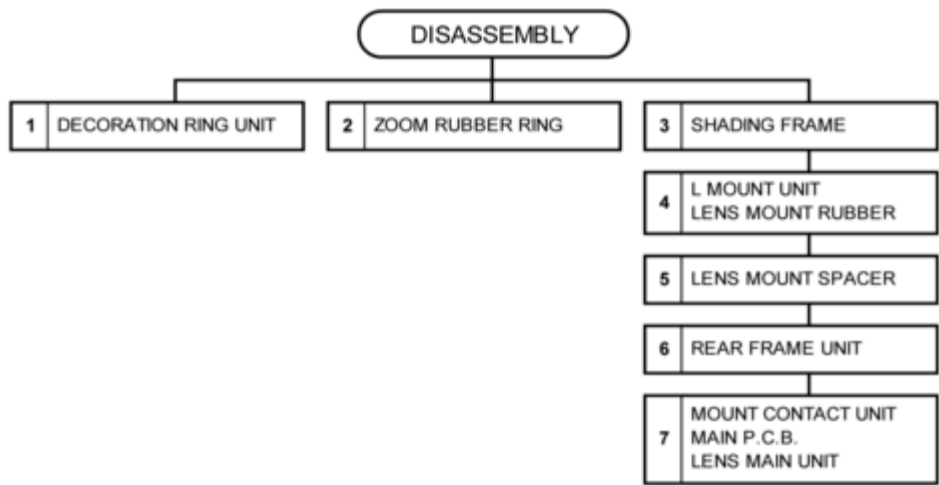 DISASSEMBLY
1 DECORATION RING UNIT
2 ZOOM RUBBER RING
3 SHADING FRAME
4 L MOUNT UNIT
LENS MOUNT RUBBER
5 LENS MOUNT SPACER
6 REAR FRAME UNIT
7 MOUNT CONTACT UNIT
MAIN P.C.B.
LENS MAIN UNIT